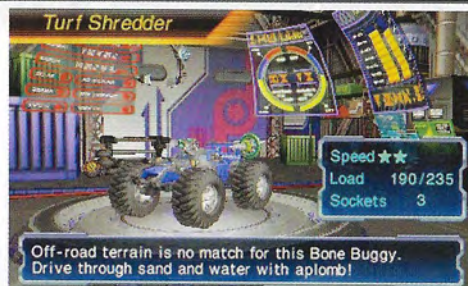 Turf Shredder
Speed★★
Load 190/235
Sockets 3
Off-road terrain is no match for this Bone Buggy.
Drive through sand and water with aplomb!